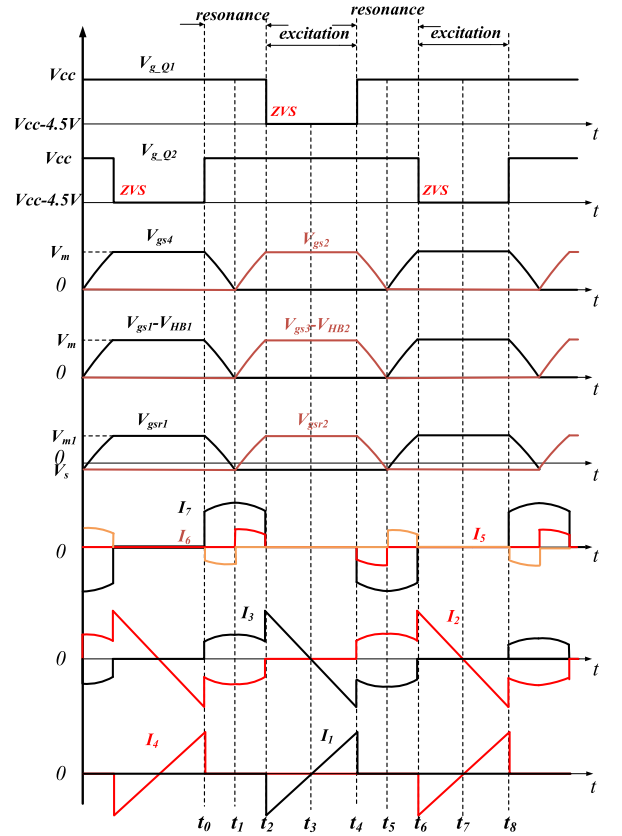 resonance resonance
excitation excitation
Vcc V_g_Q1
ZVS
Vcc-4.5V t
Vcc V_g_Q2
ZVS ZVS
Vcc-4.5V t
V_gs4 V_gs2
V_m
0
t
V_gs1-V_HB1 V_gs3-V_HB2
V_m
0
t
V_gsr1 V_gsr2
V_m1
0
V_s
t
I_7
I_6 I_5
0 t
I_3 I_2
0 t
I_4 I_1
0 t
t_0 t_1 t_2 t_3 t_4 t_5 t_6 t_7 t_8